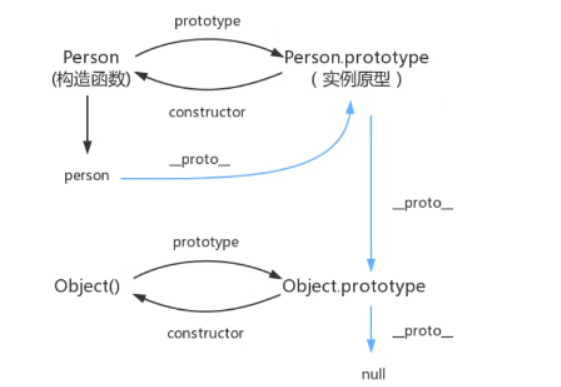 prototype
Person
(构造函数)
Person.prototype
（实例原型）
constructor
person
__proto__
__proto__
prototype
Object()
Object.prototype
constructor
__proto__
null